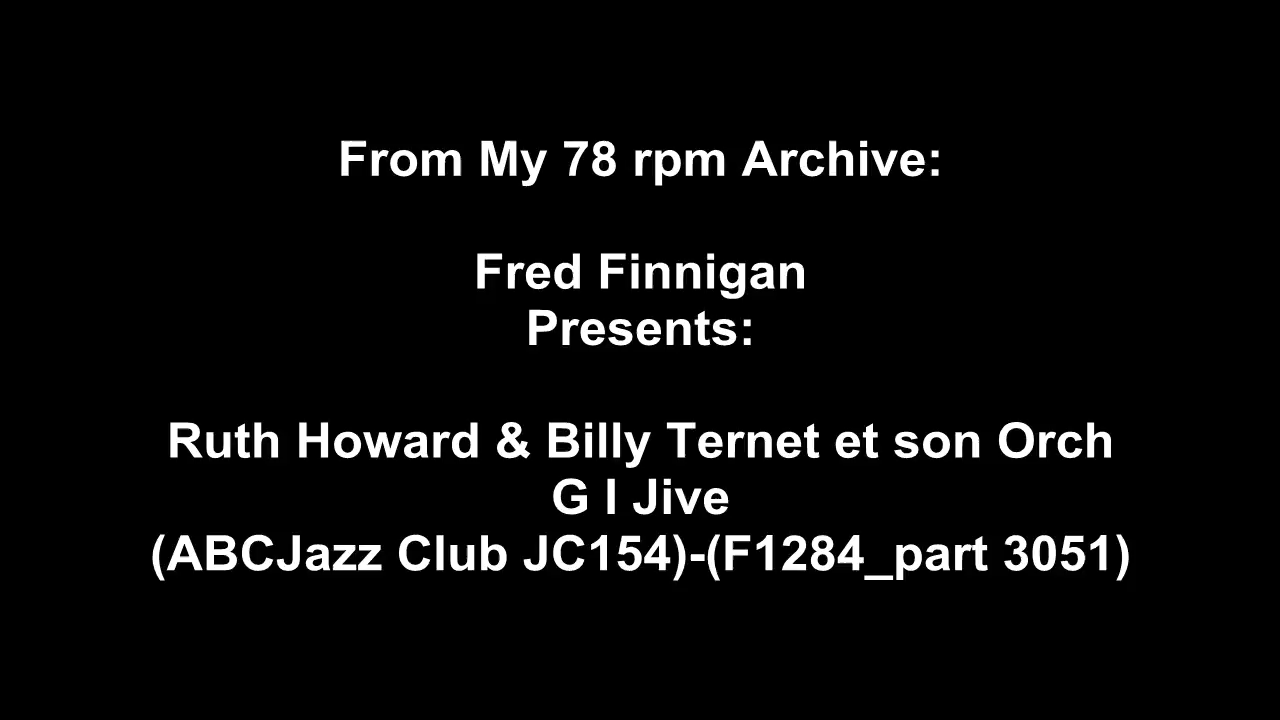 From My 78 rpm Archive:
Fred Finnigan
Presents:
Ruth Howard & Billy Ternet et son Orch
G I Jive
(ABCJazz Club JC154)-(F1284_part 3051)